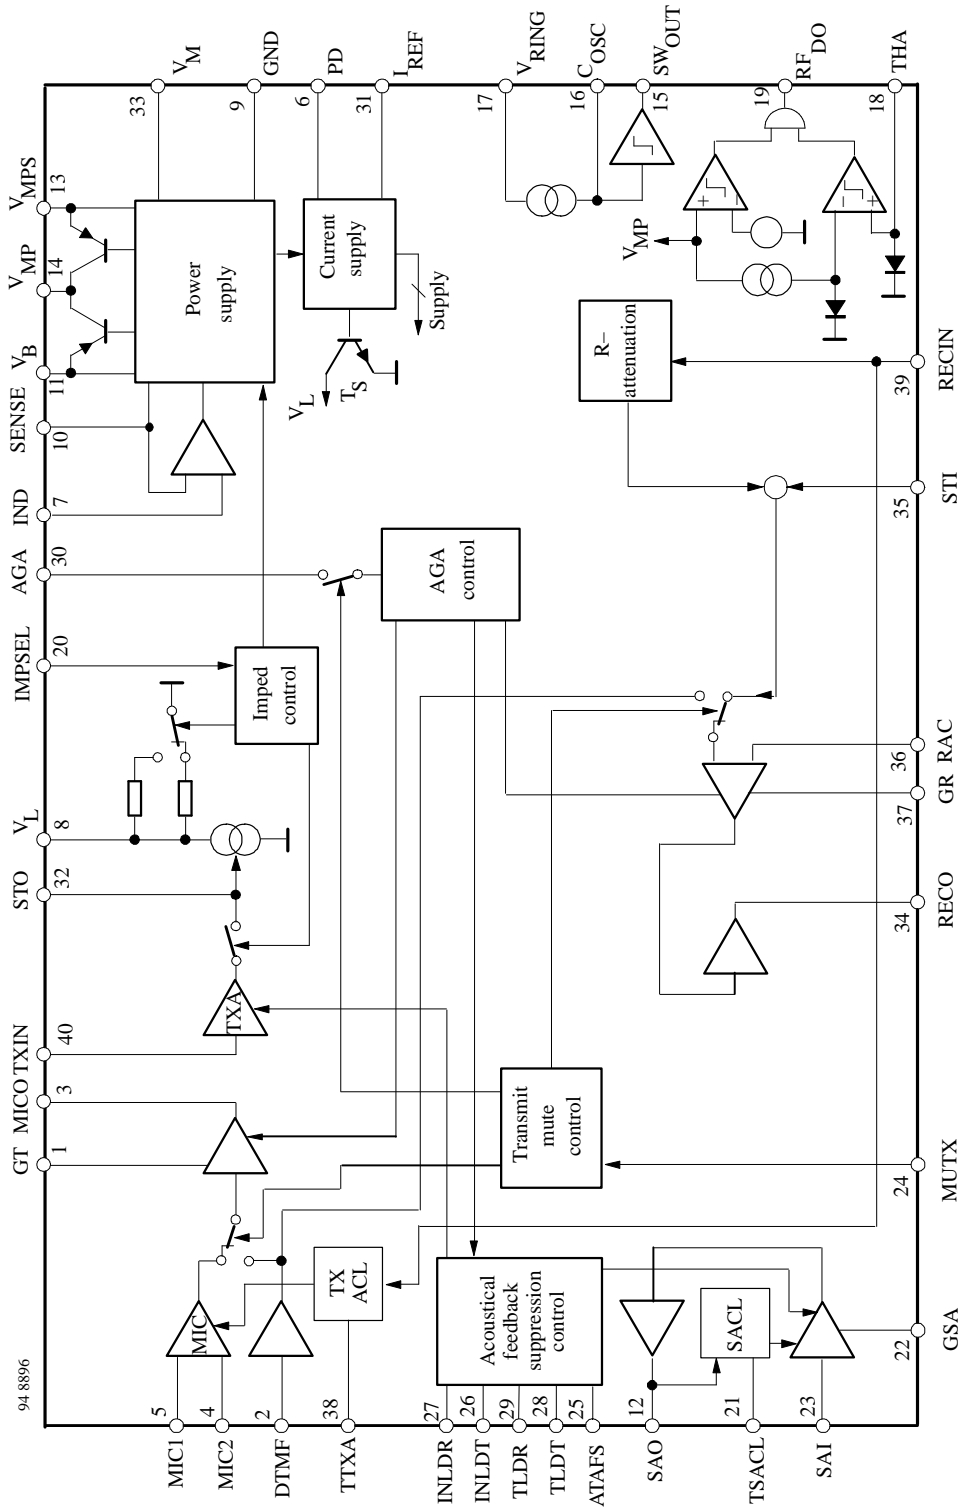 94 8896
GT
1
MICO
3
TXIN
40
STO
32
V_L
8
IMPSEL
20
AGA
30
IND
7
SENSE
10
V_B
11
V_MP
14
V_MPS
13
MIC1
5
MIC2
4
DTMF
2
TTXA
38
INLDR
27
INLDT
26
TLDR
29
TLDT
28
ATAFS
25
SAO
12
TSACL
21
SAI
23
V_M
33
GND
9
PD
6
I_REF
31
V_RING
17
C_OSC
16
SW_OUT
15
RF_DO
19
THA
18
GSA
22
MUTX
24
RECO
34
GR
37
RAC
36
STI
35
RECIN
39
MIC
TXA
TX
ACL
Acoustical
feedback
suppression
control
SACL
Transmit
mute
control
Imped
control
AGA
control
Power
supply
Current
supply
Supply
V_L
T_S
R–
attenuation
V_MP
+
–
–
+